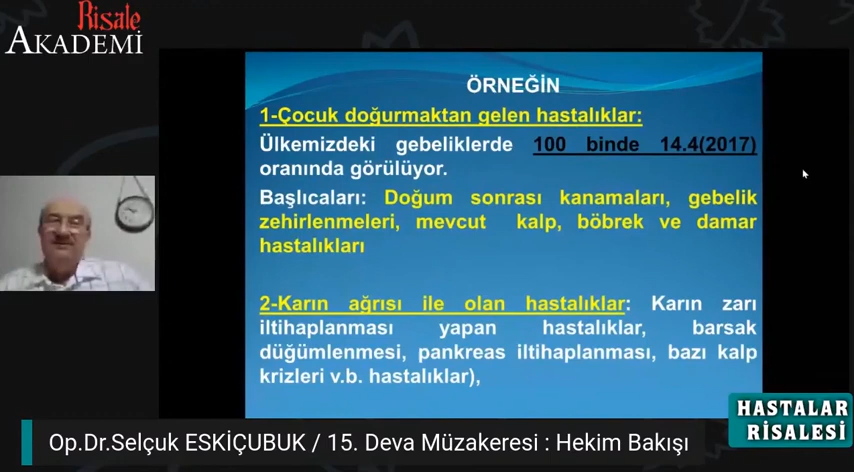 Risale
AKADEMİ
ÖRNEĞİN
1-Çocuk doğurmaktan gelen hastalıklar:
Ülkemizdeki gebeliklerde 100 binde 14.4(2017)
oranında görülüyor.
Başlıcaları: Doğum sonrası kanamaları, gebelik
zehirlenmeleri, mevcut kalp, böbrek ve damar
hastalıkları
2-Karın ağrısı ile olan hastalıklar: Karın zarı
iltihaplanması yapan hastalıklar, barsak
düğümlenmesi, pankreas iltihaplanması, bazı kalp
krizleri v.b. hastalıklar),
HASTALAR
RİSALESİ
Op.Dr.Selçuk ESKİÇUBUK / 15. Deva Müzakeresi : Hekim Bakışı